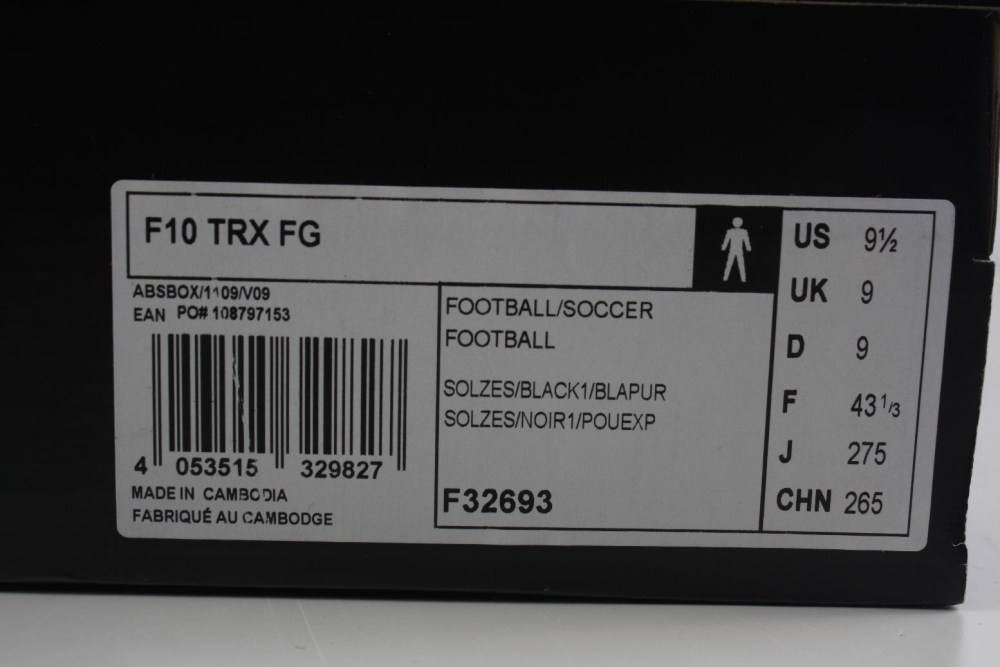 F10 TRX FG
ABSBOX/1109/V09
EAN PO# 108797153
4 053515 329827
MADE IN CAMBODIA
FABRIQUÉ AU CAMBODGE
FOOTBALL/SOCCER
FOOTBALL
SOLZES/BLACK1/BLAPUR
SOLZES/NOIR1/POUEXP
F32693
US 9½
UK 9
D 9
F 43 1/3
J 275
CHN 265